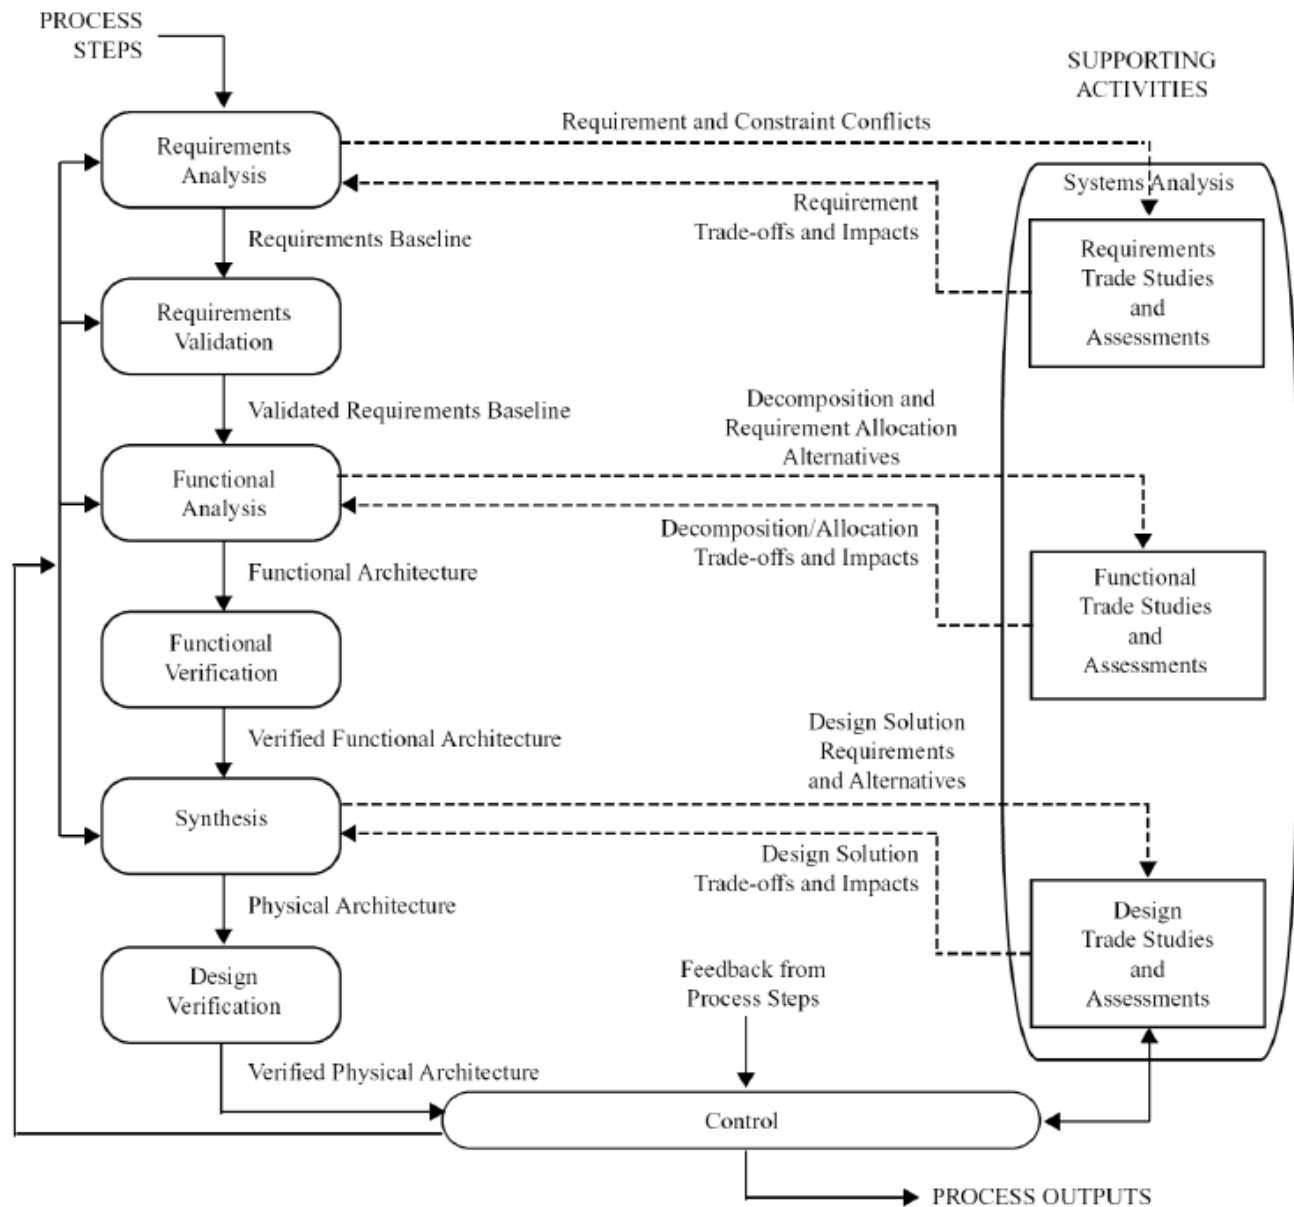 PROCESS
STEPS
SUPPORTING
ACTIVITIES
Requirement and Constraint Conflicts
Requirements
Analysis
Systems Analysis
Requirement
Trade-offs and Impacts
Requirements Baseline
Requirements
Trade Studies
and
Assessments
Requirements
Validation
Validated Requirements Baseline
Decomposition and
Requirement Allocation
Alternatives
Functional
Analysis
Decomposition/Allocation
Trade-offs and Impacts
Functional Architecture
Functional
Trade Studies
and
Assessments
Functional
Verification
Verified Functional Architecture
Design Solution
Requirements
and Alternatives
Synthesis
Design Solution
Trade-offs and Impacts
Physical Architecture
Design
Trade Studies
and
Assessments
Design
Verification
Feedback from
Process Steps
Verified Physical Architecture
Control
PROCESS OUTPUTS